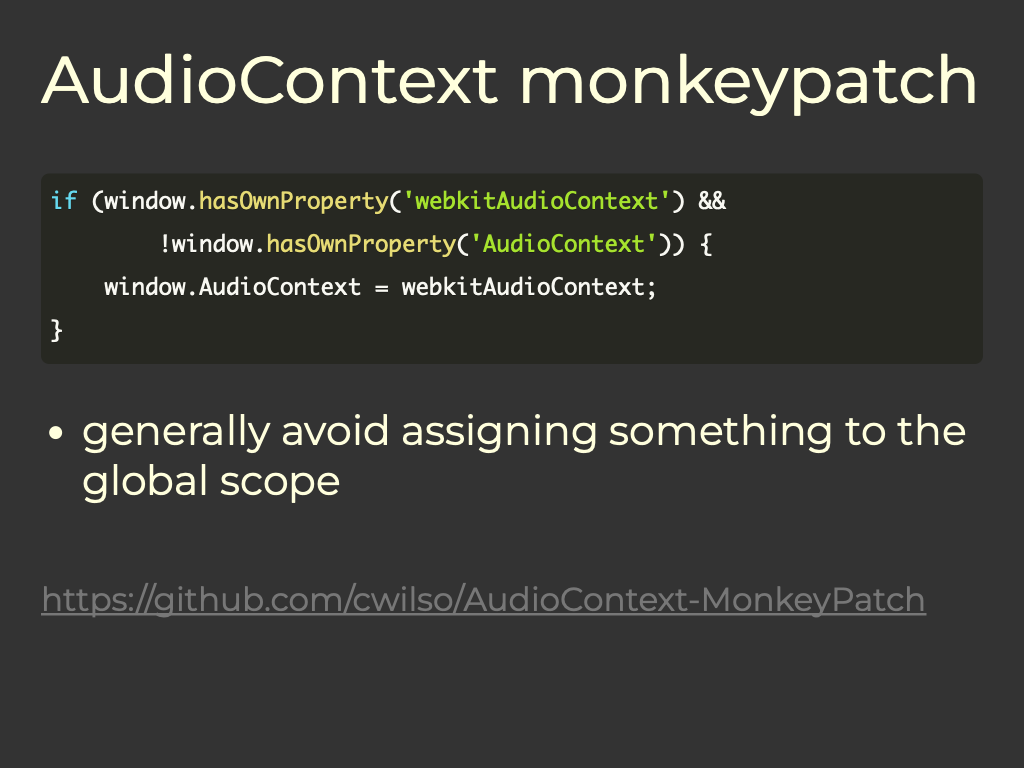 AudioContext monkeypatch
if (window.hasOwnProperty('webkitAudioContext') &&
        !window.hasOwnProperty('AudioContext')) {
    window.AudioContext = webkitAudioContext;
}
• generally avoid assigning something to the
global scope
https://github.com/cwilso/AudioContext-MonkeyPatch